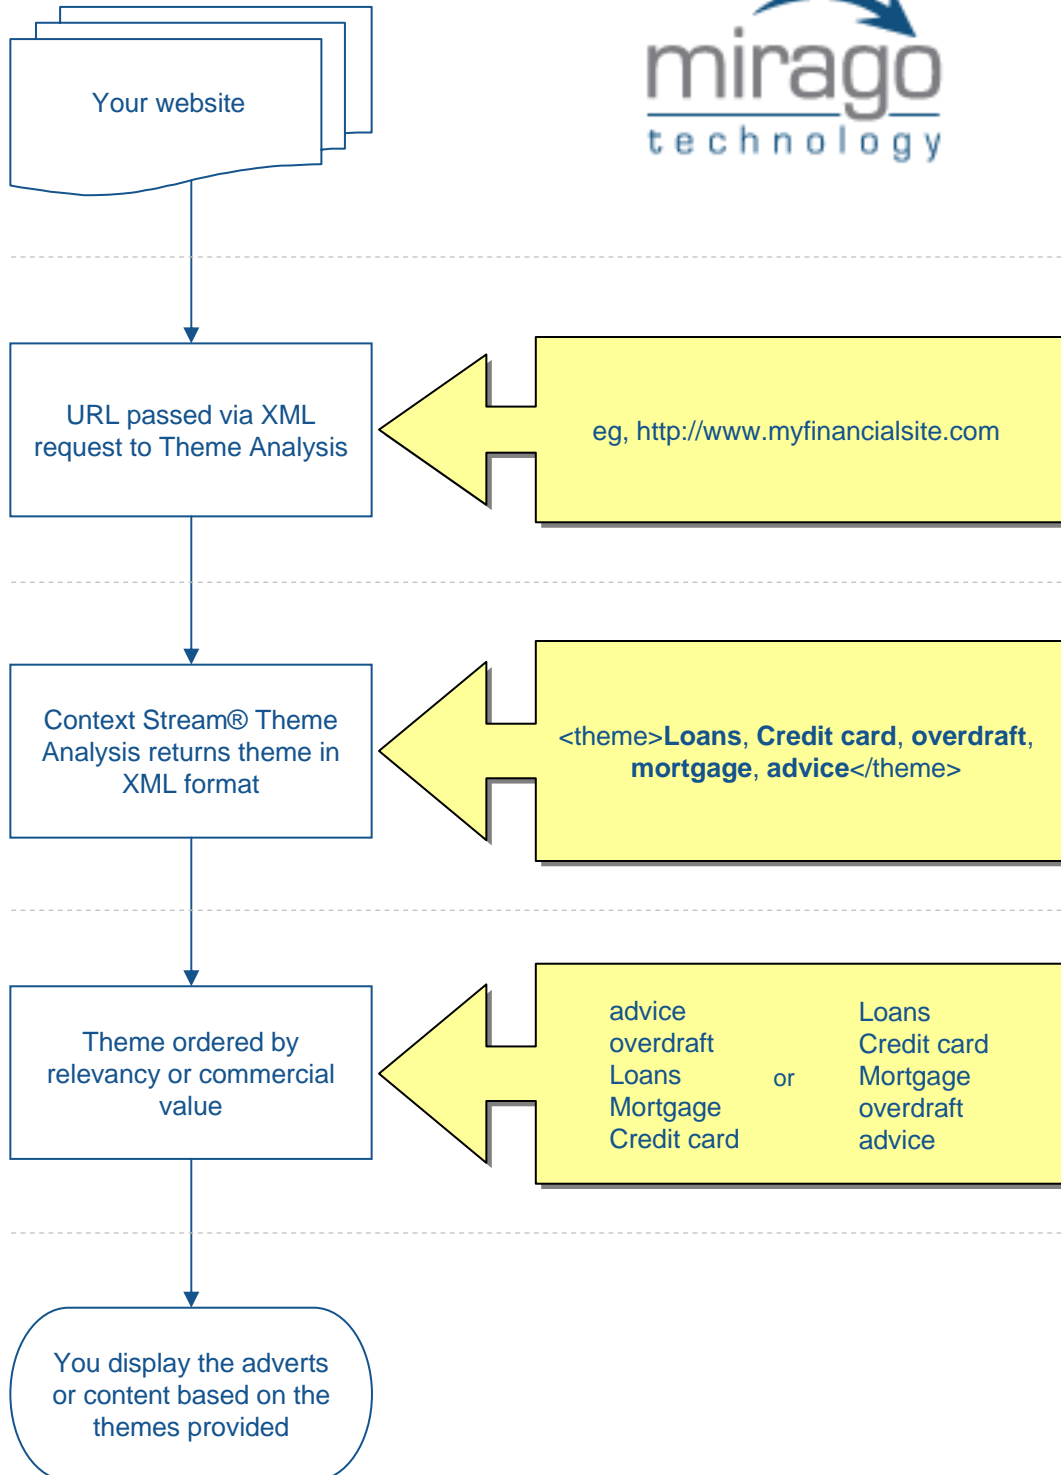 Your website
mirago
technology
URL passed via XML
request to Theme Analysis
eg, http://www.myfinancialsite.com
Context Stream® Theme
Analysis returns theme in
XML format
<theme>Loans, Credit card, overdraft,
mortgage, advice</theme>
Theme ordered by
relevancy or commercial
value
advice
overdraft
Loans
Mortgage
Credit card
or
Loans
Credit card
Mortgage
overdraft
advice
You display the adverts
or content based on the
themes provided